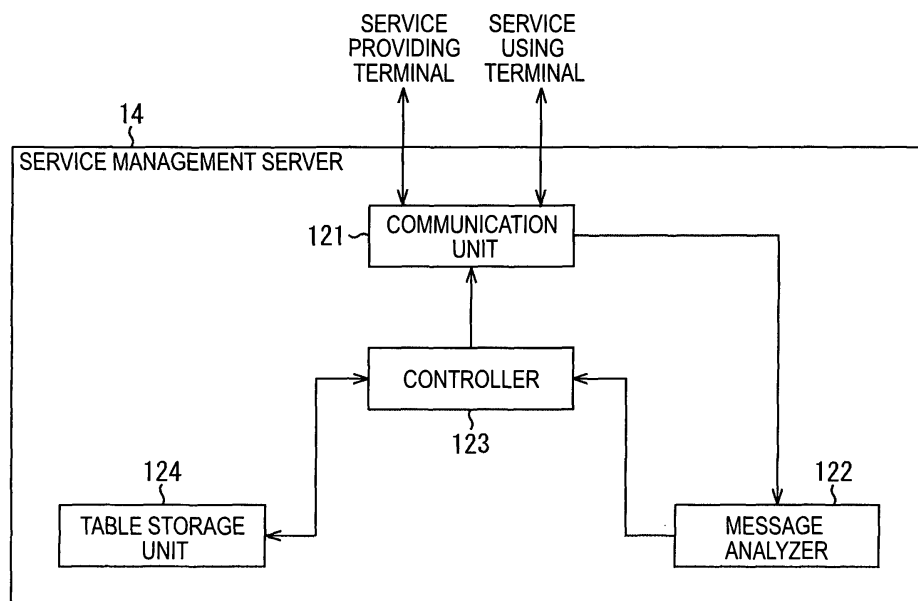 SERVICE
PROVIDING
TERMINAL
SERVICE
USING
TERMINAL
14
SERVICE MANAGEMENT SERVER
121
COMMUNICATION
UNIT
CONTROLLER
123
124
TABLE STORAGE
UNIT
122
MESSAGE
ANALYZER